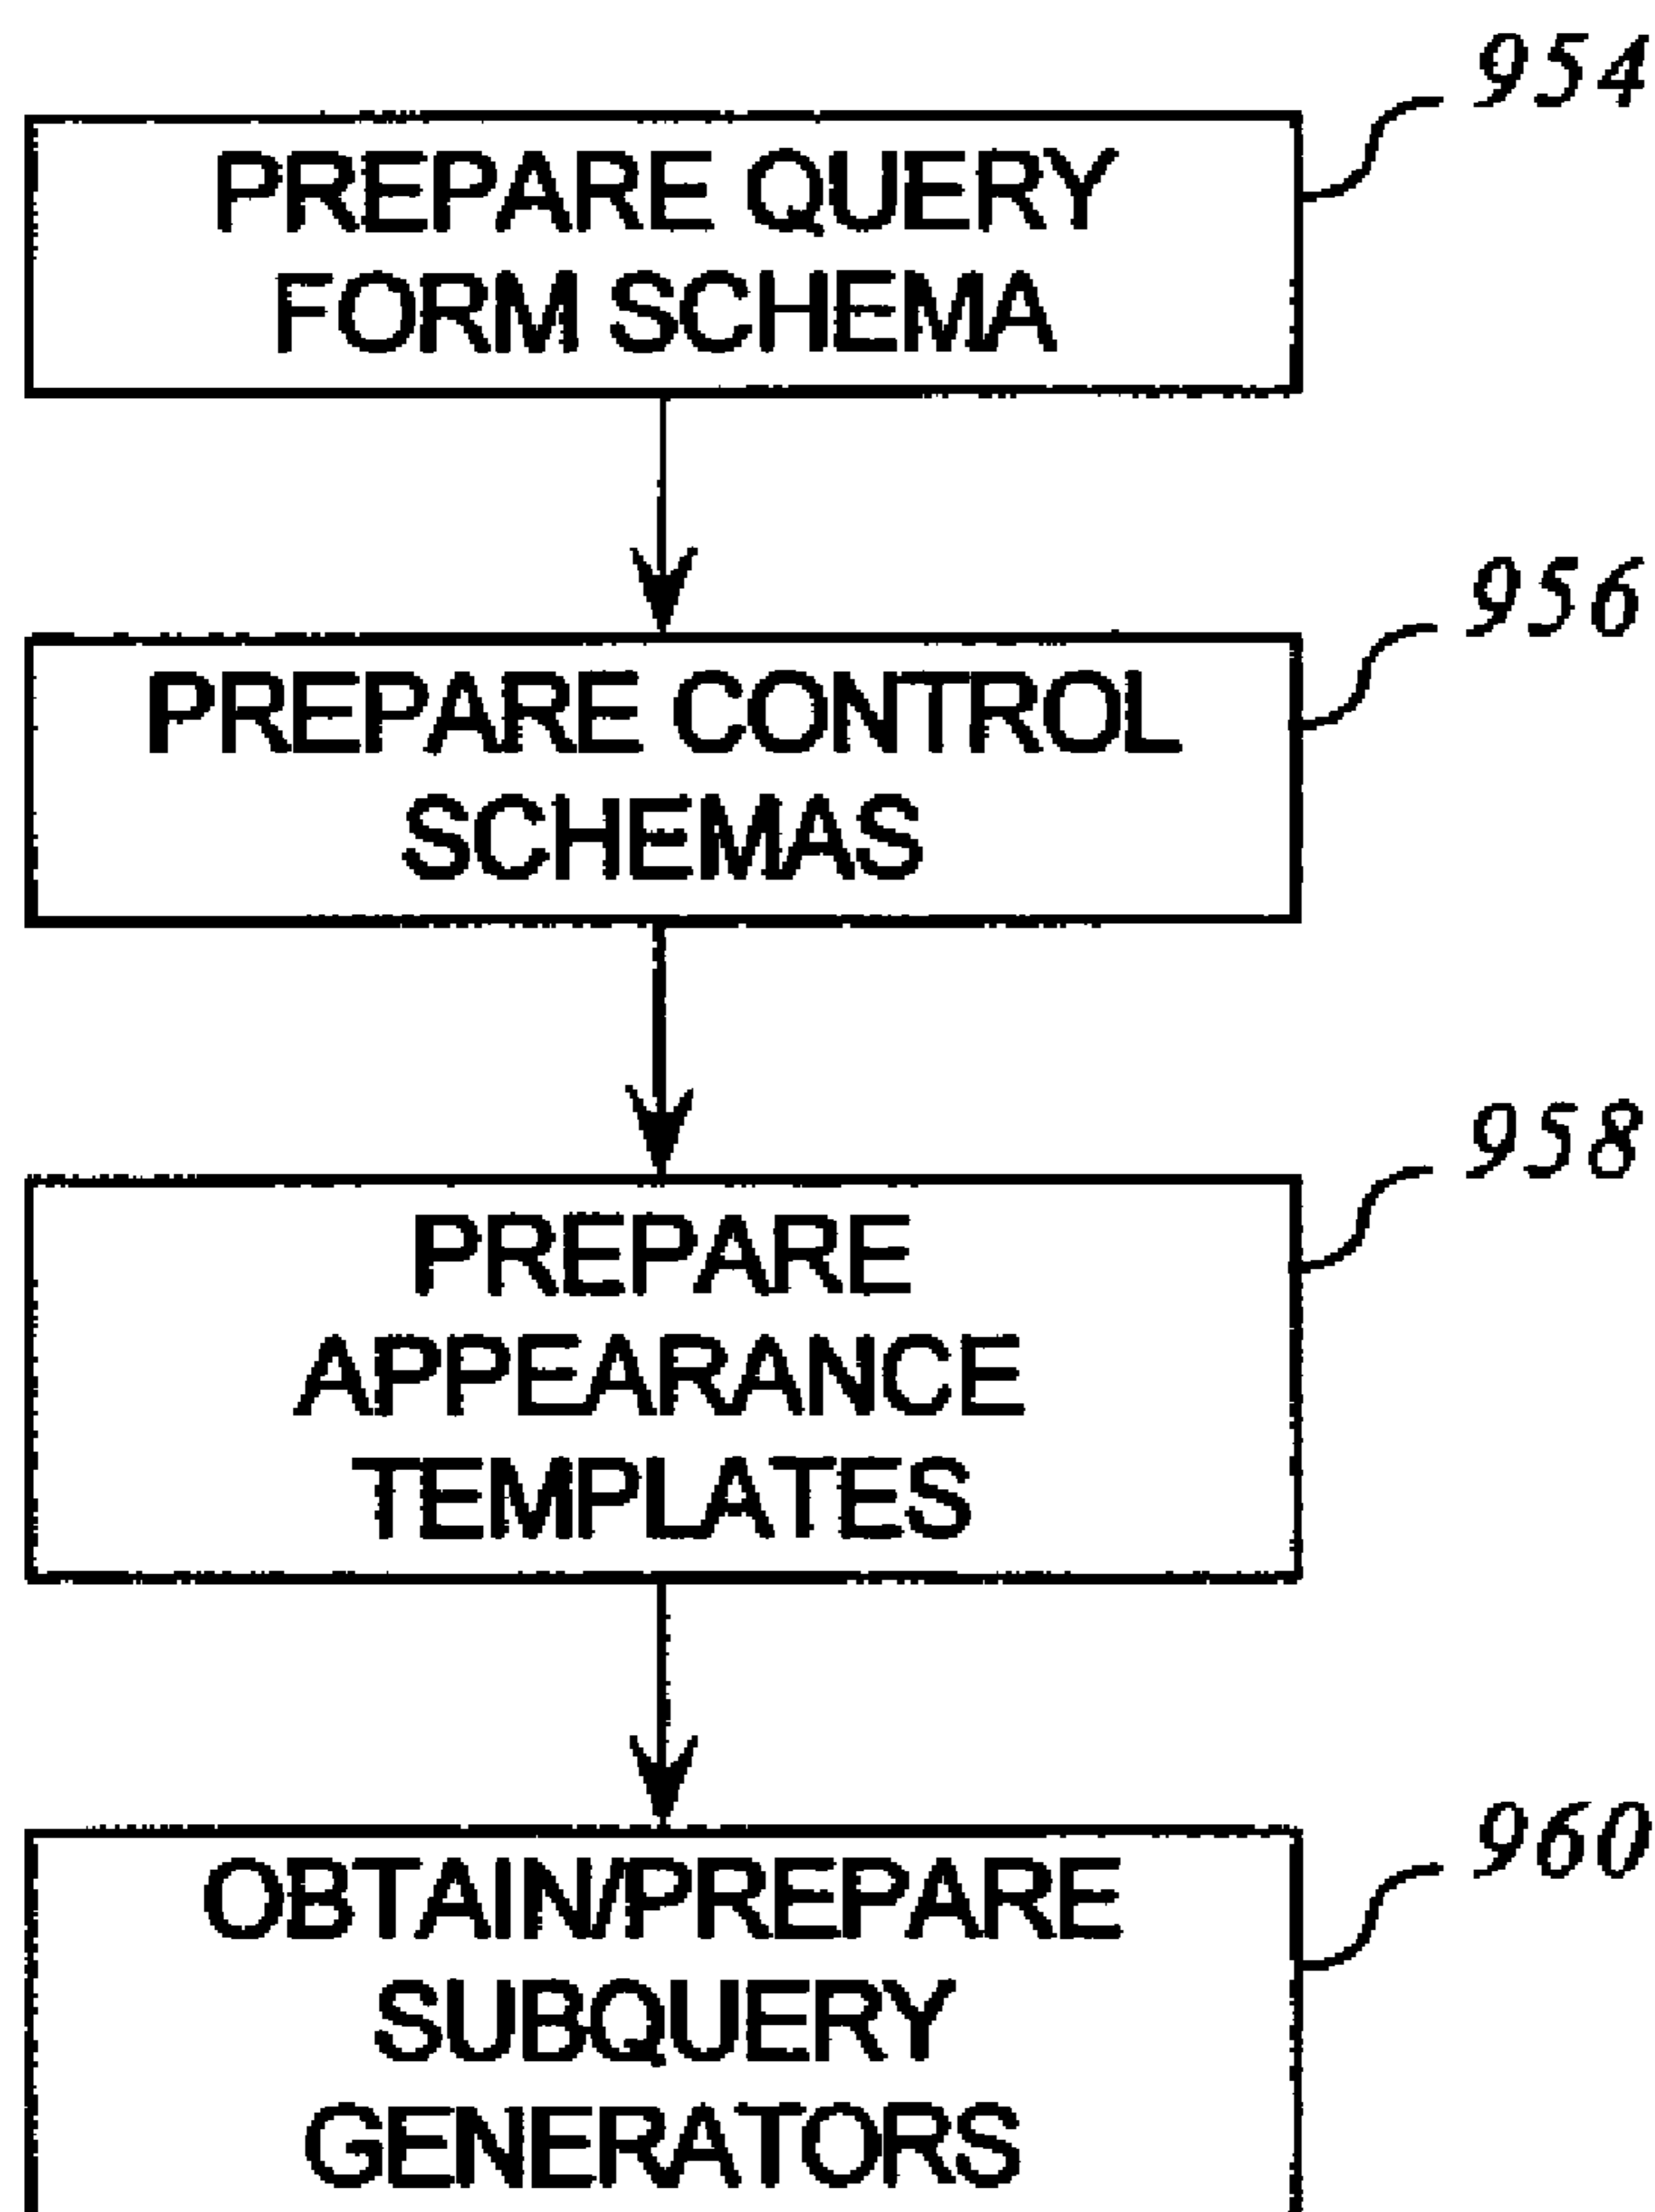 954
PREPARE QUERY
FORM SCHEMA
956
PREPARE CONTROL
SCHEMAS
958
PREPARE
APPEARANCE
TEMPLATES
960
OBTAIN/PREPARE
SUBQUERY
GENERATORS